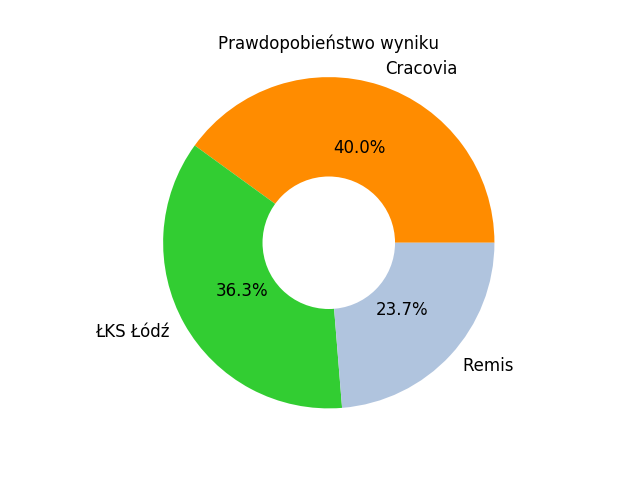 Prawdopobieństwo wyniku
Cracovia
40.0%
36.3%
23.7%
ŁKS Łódź
Remis